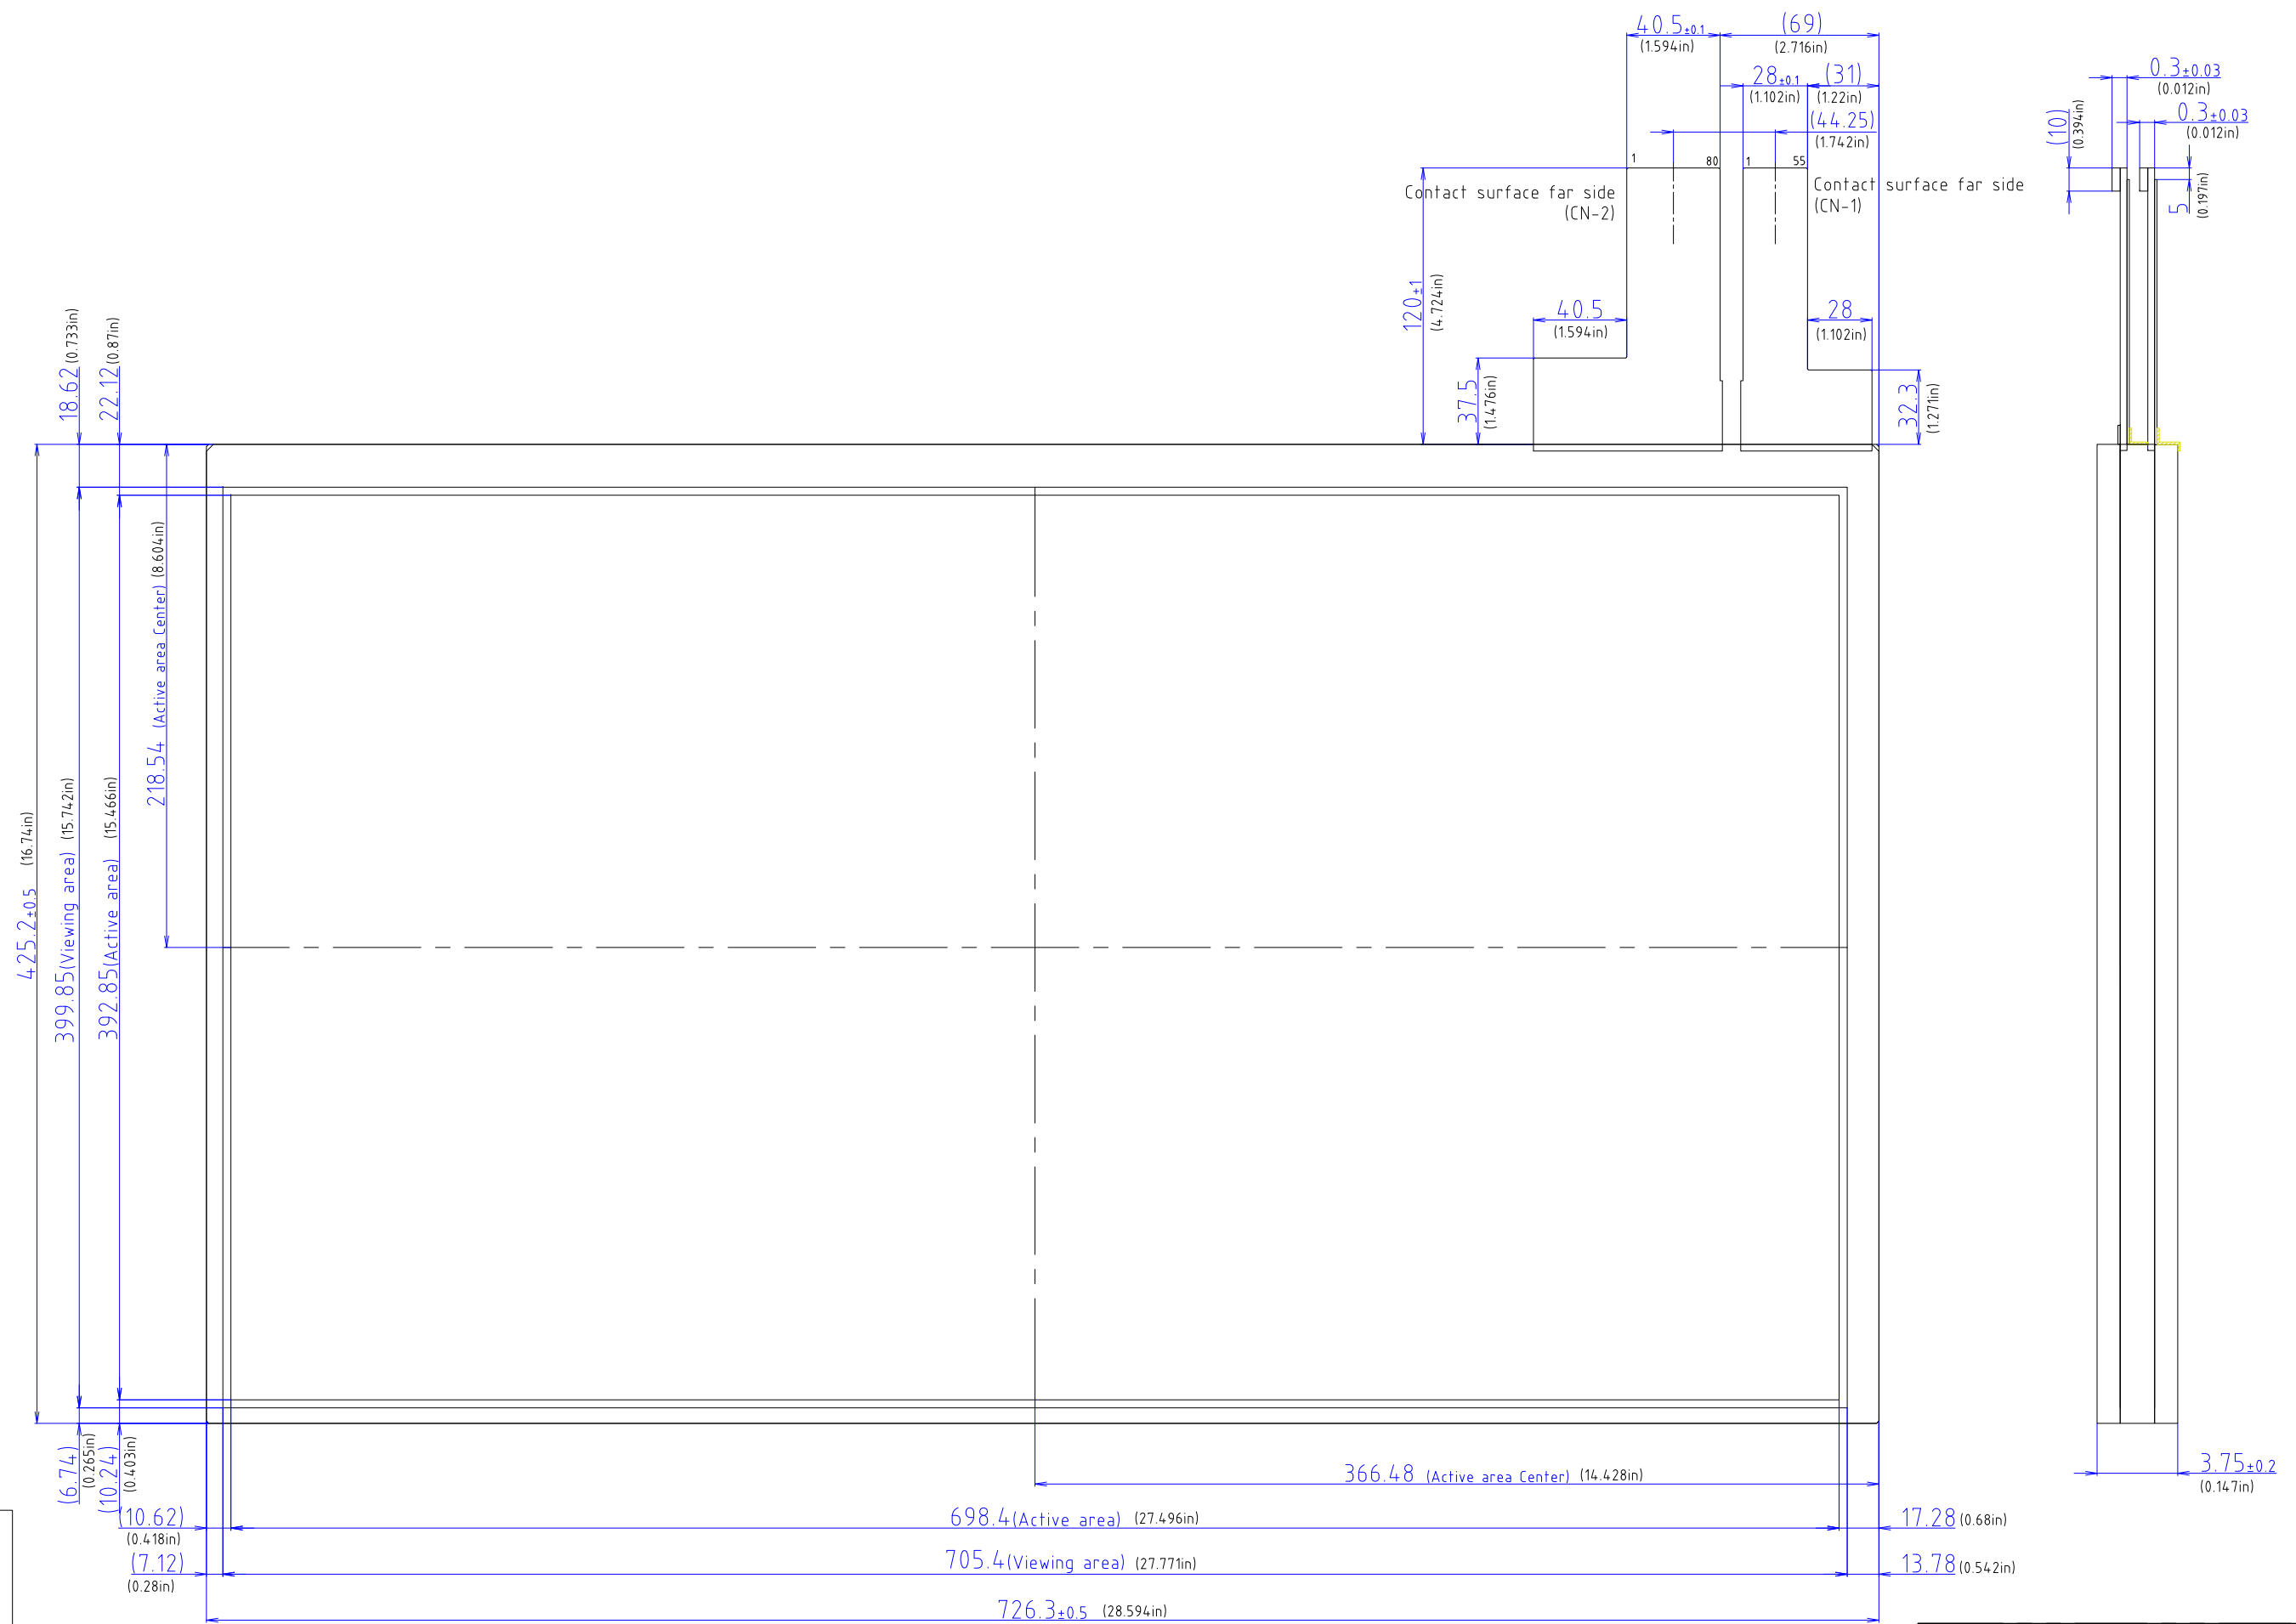 40.5±0.1
(1.594in)
(69)
(2.716in)
28±0.1
(1.102in)
(31)
(1.22in)
(44.25)
(1.742in)
1
80
1
55
Contact surface far side
(CN-2)
Contact surface far side
(CN-1)
0.3±0.03
(0.012in)
0.3±0.03
(0.012in)
(10)
(0.394in)
5
(0.197in)
120±1
(4.724in)
40.5
(1.594in)
28
(1.102in)
37.5
(1.476in)
32.3
(1.271in)
18.62 (0.733in)
22.12 (0.87in)
218.54 (Active area Center) (8.604in)
425.2±0.5 (16.74in)
399.85(Viewing area) (15.742in)
392.85(Active area) (15.466in)
(6.74)
(0.265in)
(10.24)
(0.403in)
366.48 (Active area Center) (14.428in)
3.75±0.2
(0.147in)
(10.62)
(0.418in)
698.4(Active area) (27.496in)
17.28 (0.68in)
(7.12)
(0.28in)
705.4(Viewing area) (27.771in)
13.78 (0.542in)
726.3±0.5 (28.594in)